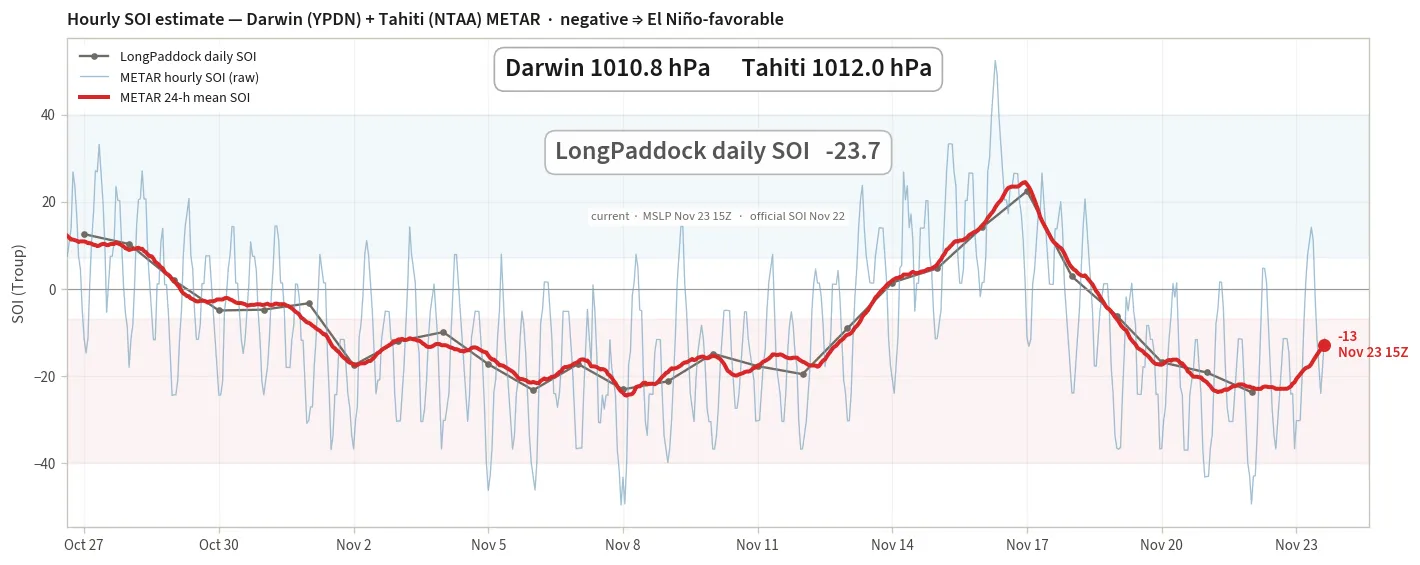 Hourly SOI estimate — Darwin (YPDN) + Tahiti (NTAA) METAR · negative ⇒ El Niño-favorable
LongPaddock daily SOI
METAR hourly SOI (raw)
METAR 24-h mean SOI
Darwin 1010.8 hPa Tahiti 1012.0 hPa
LongPaddock daily SOI -23.7
current · MSLP Nov 23 15Z · official SOI Nov 22
SOI (Troup)
40
20
0
−20
−40
-13
Nov 23 15Z
Oct 27 Oct 30 Nov 2 Nov 5 Nov 8 Nov 11 Nov 14 Nov 17 Nov 20 Nov 23